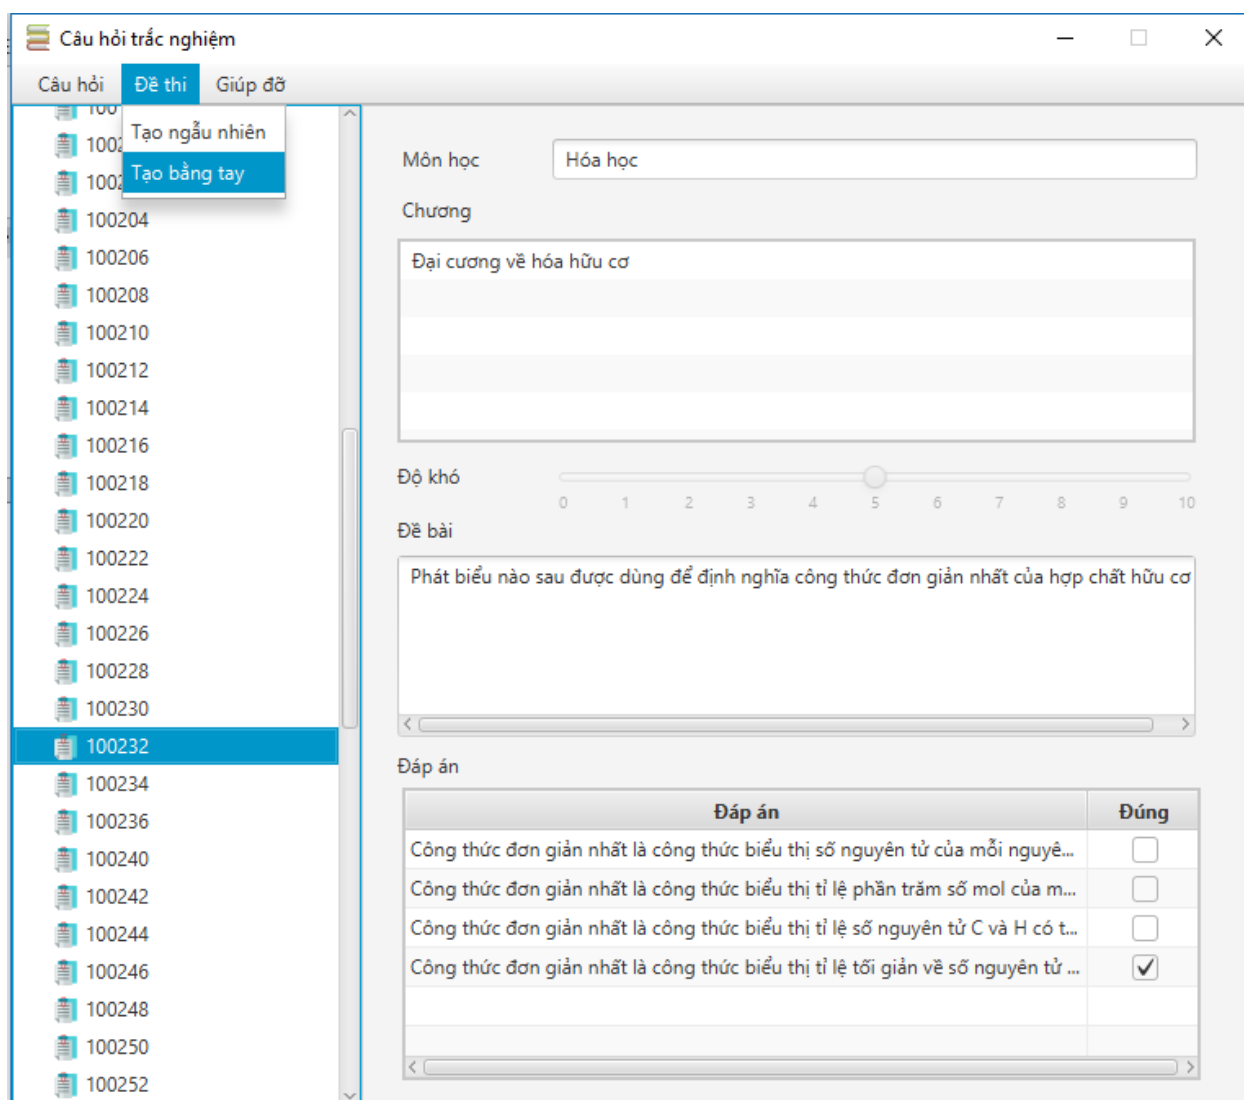 Câu hỏi trắc nghiệm
Câu hỏi Đề thi Giúp đỡ
Tạo ngẫu nhiên
Tạo bằng tay
100204
100206
100208
100210
100212
100214
100216
100218
100220
100222
100224
100226
100228
100230
100232
100234
100236
100240
100242
100244
100246
100248
100250
100252
Môn học Hóa học
Chương
Đại cương về hóa hữu cơ
Độ khó
0 1 2 3 4 5 6 7 8 9 10
Đề bài
Phát biểu nào sau được dùng để định nghĩa công thức đơn giản nhất của hợp chất hữu cơ
Đáp án
Đáp án Đúng
Công thức đơn giản nhất là công thức biểu thị số nguyên tử của mỗi nguyê...
Công thức đơn giản nhất là công thức biểu thị tỉ lệ phần trăm số mol của m...
Công thức đơn giản nhất là công thức biểu thị tỉ lệ số nguyên tử C và H có t...
Công thức đơn giản nhất là công thức biểu thị tỉ lệ tối giản về số nguyên tử ...